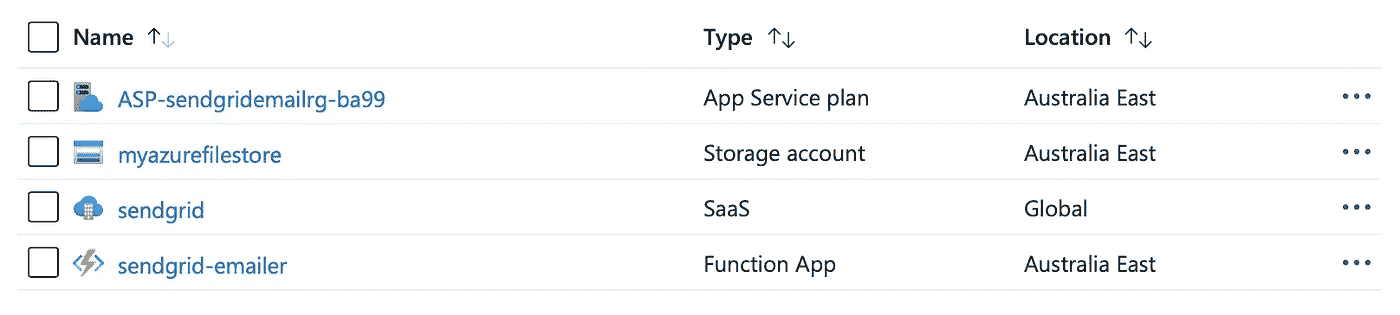 Name ↑↓ Type ↑↓ Location ↑↓
ASP-sendgridemailrg-ba99 App Service plan Australia East ...
myazurefilestore Storage account Australia East ...
sendgrid SaaS Global ...
sendgrid-emailer Function App Australia East ...